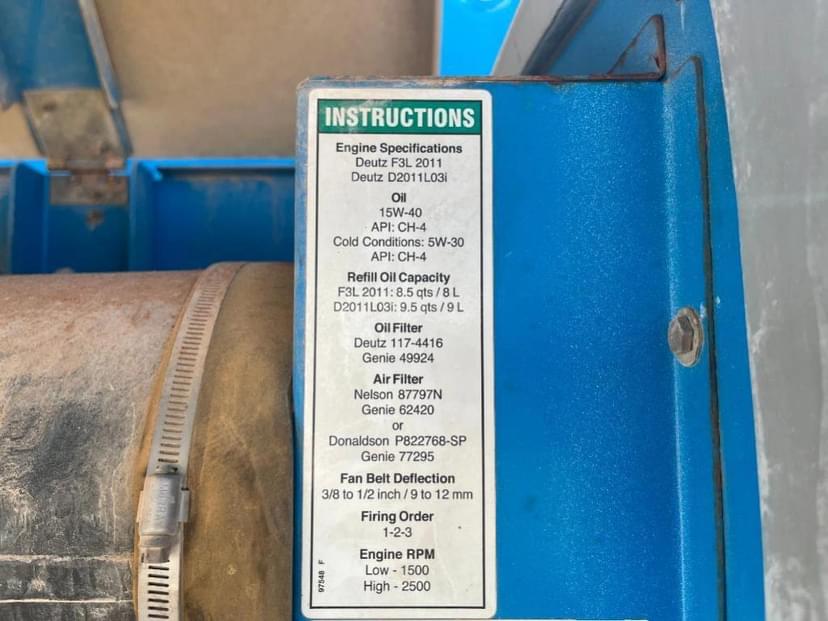 INSTRUCTIONS
Engine Specifications
Deutz F3L 2011
Deutz D2011L03i
Oil
15W-40
API: CH-4
Cold Conditions: 5W-30
API: CH-4
Refill Oil Capacity
F3L 2011: 8.5 qts / 8 L
D2011L03i: 9.5 qts / 9 L
Oil Filter
Deutz 117-4416
Genie 49924
Air Filter
Nelson 87797N
Genie 62420
or
Donaldson P822768-SP
Genie 77295
Fan Belt Deflection
3/8 to 1/2 inch / 9 to 12 mm
Firing Order
1-2-3
Engine RPM
Low - 1500
High - 2500
97548 F